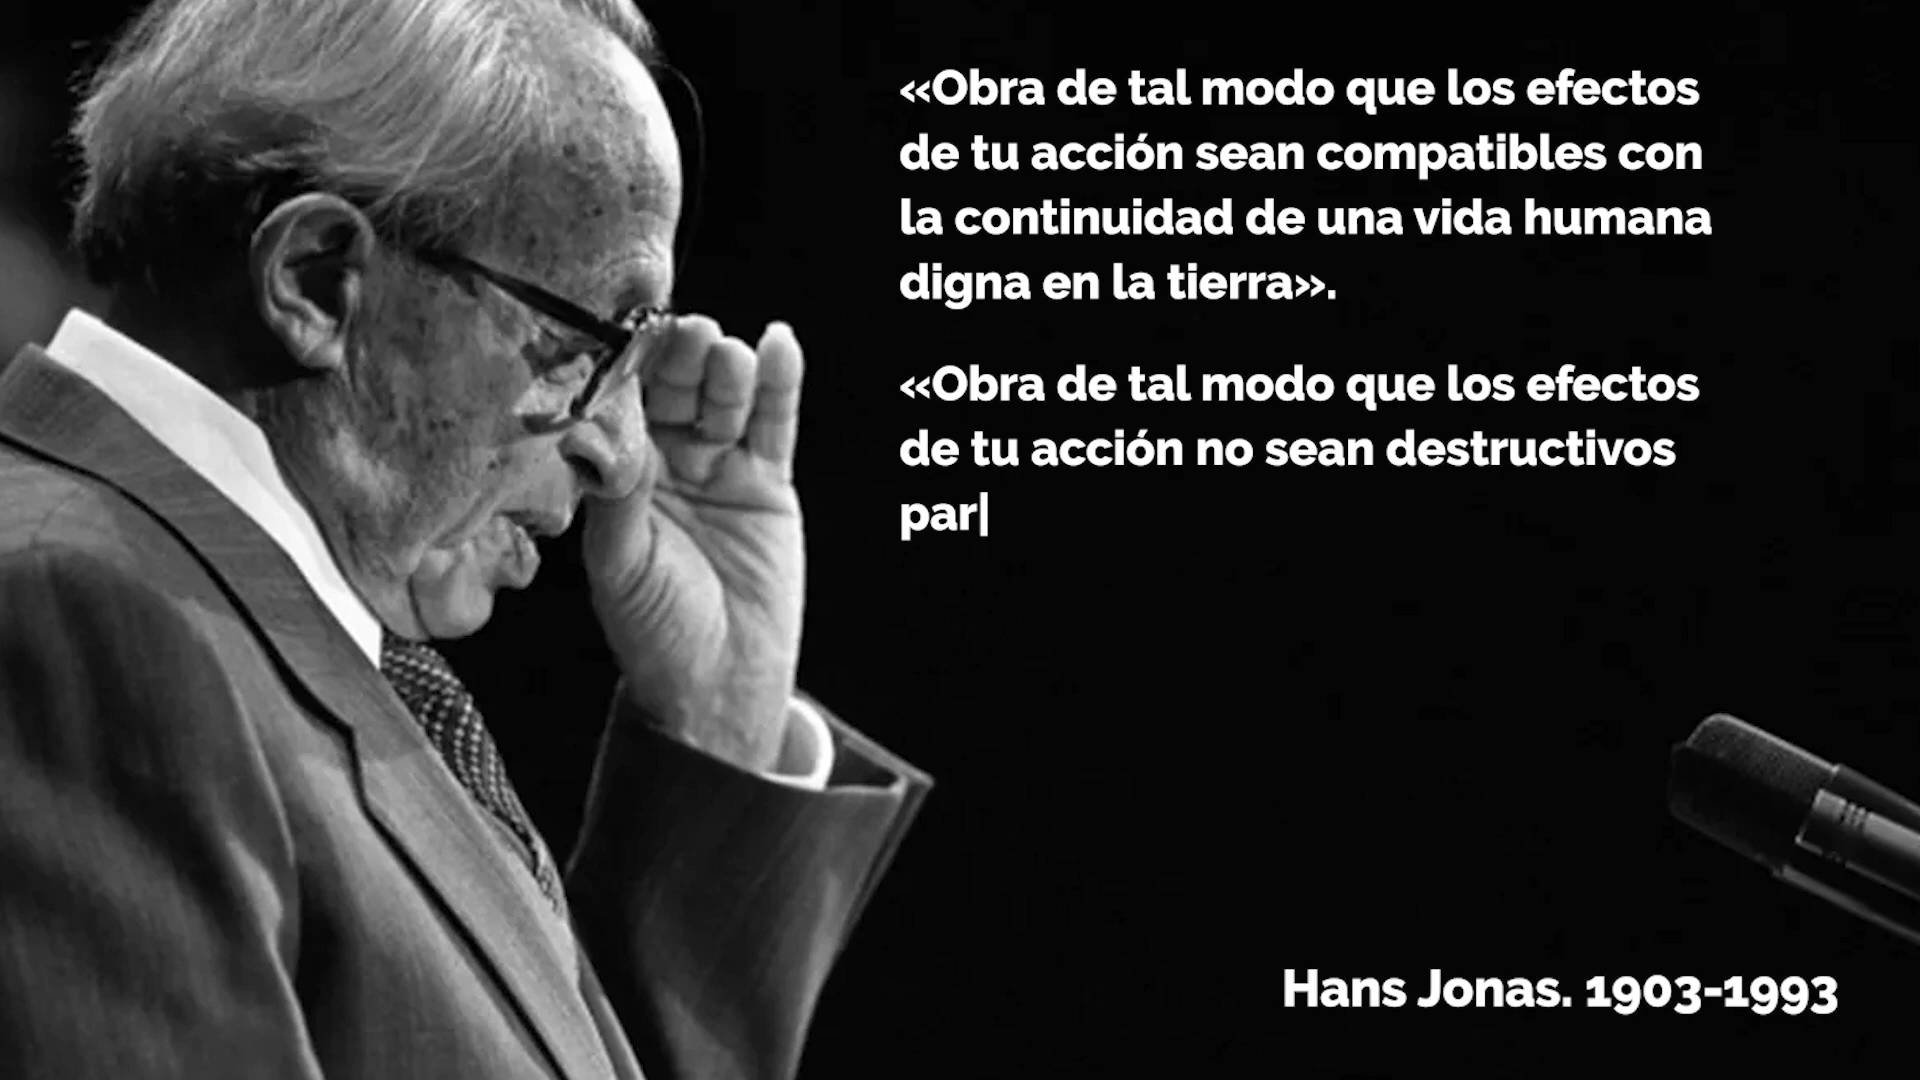 «Obra de tal modo que los efectos
de tu acción sean compatibles con
la continuidad de una vida humana
digna en la tierra».
«Obra de tal modo que los efectos
de tu acción no sean destructivos
par|
Hans Jonas. 1903-1993